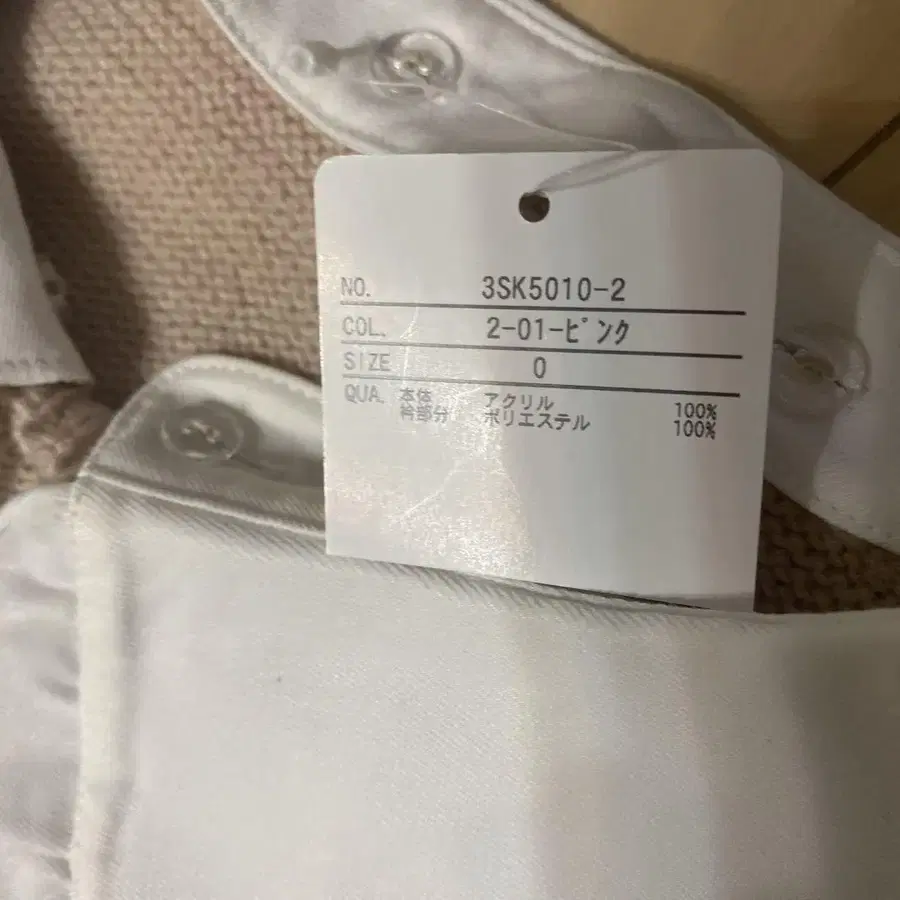 NO. 3SK5010-2
COL. 2-01-ﾋﾟﾝｸ
SIZE 0
QUA. 本体 アクリル 100%
衿部分 ポリエステル 100%